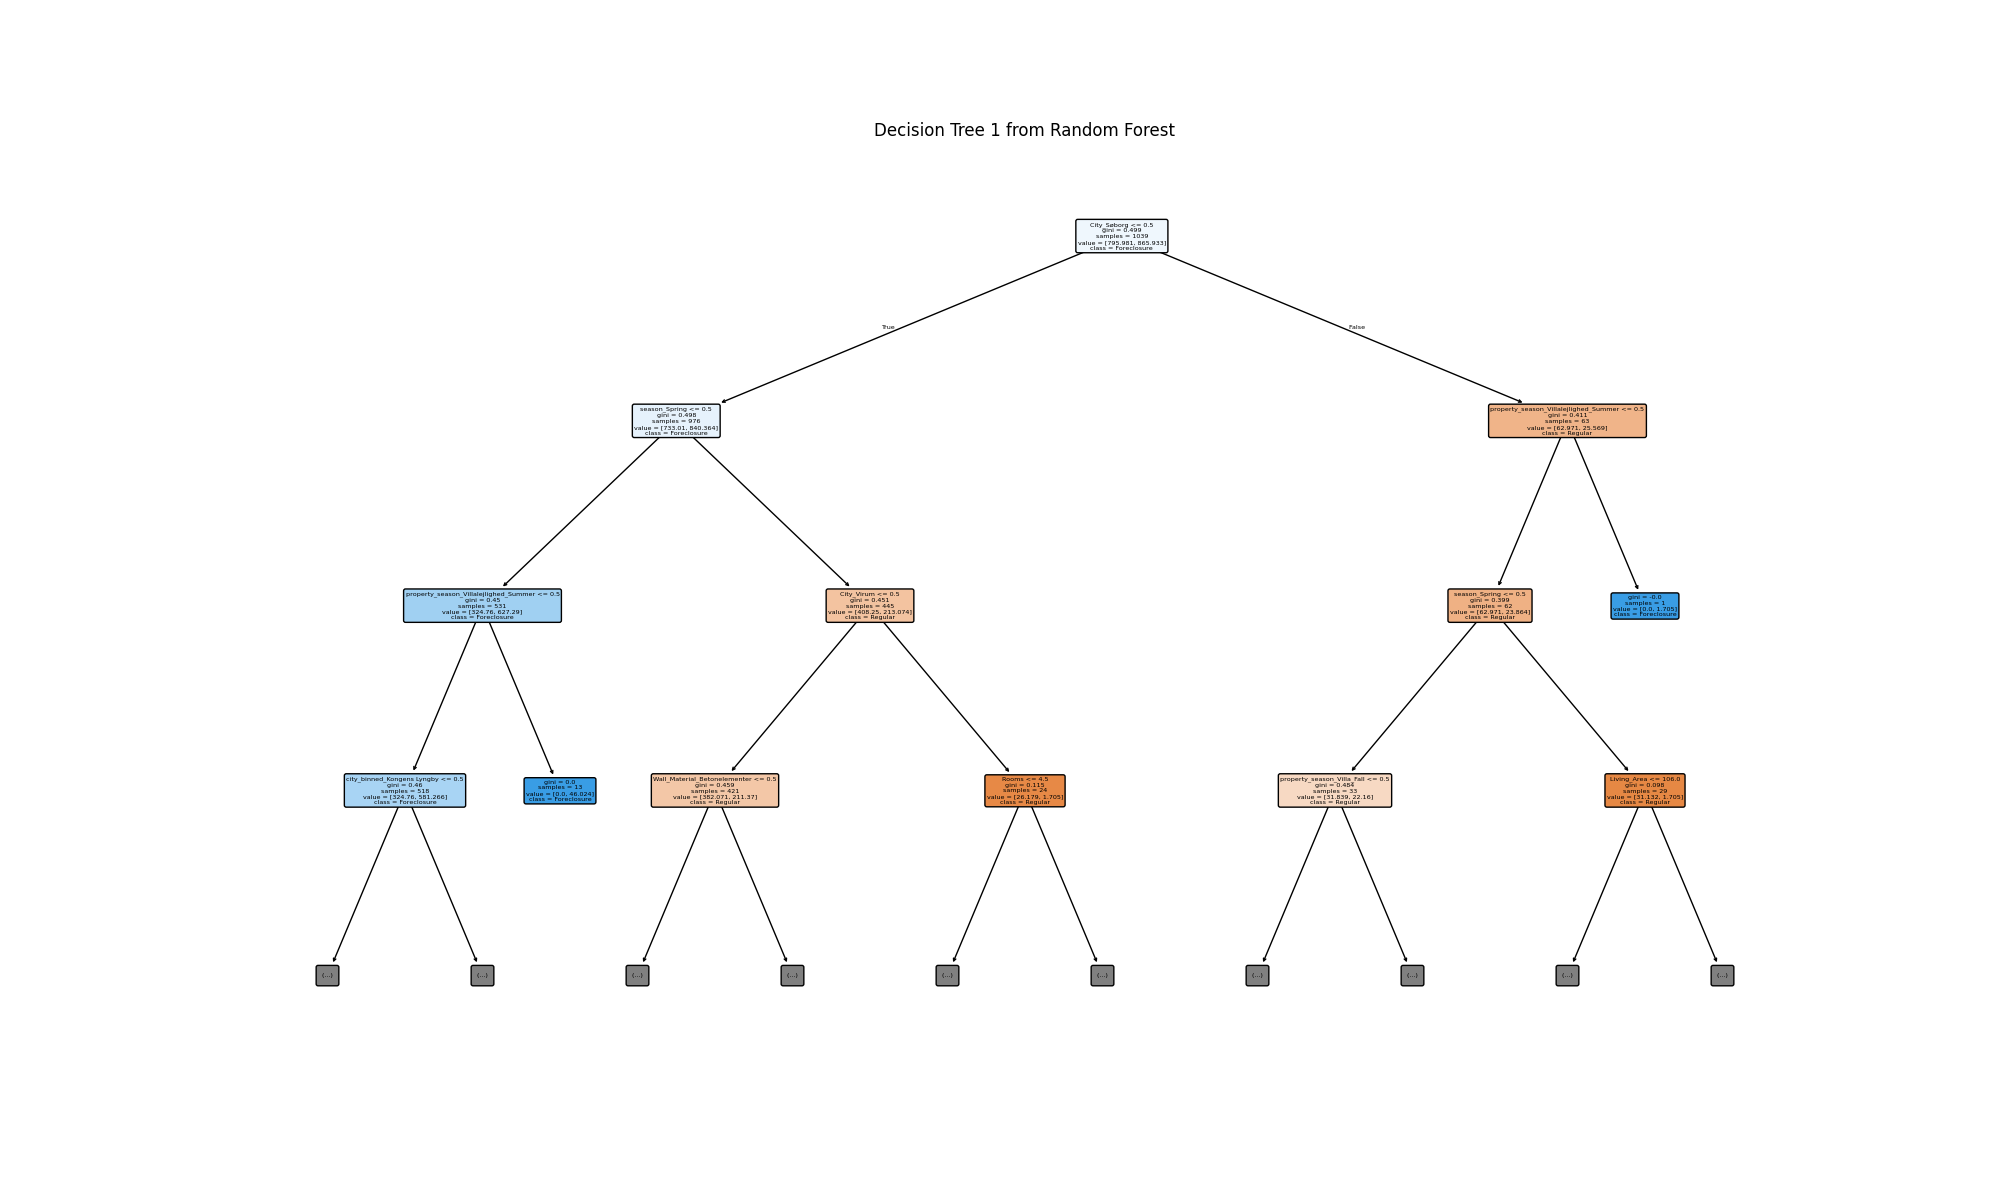 Decision Tree 1 from Random Forest
City_Søborg <= 0.5
gini = 0.499
samples = 1039
value = [795.981, 865.933]
class = Foreclosure
True
False
season_Spring <= 0.5
gini = 0.498
samples = 976
value = [733.01, 840.364]
class = Foreclosure
property_season_Villalejlighed_Summer <= 0.5
gini = 0.411
samples = 63
value = [62.971, 25.569]
class = Regular
property_season_Villalejlighed_Summer <= 0.5
gini = 0.45
samples = 531
value = [324.76, 627.29]
class = Foreclosure
City_Virum <= 0.5
gini = 0.451
samples = 445
value = [408.25, 213.074]
class = Regular
season_Spring <= 0.5
gini = 0.399
samples = 62
value = [62.971, 23.864]
class = Regular
gini = -0.0
samples = 1
value = [0.0, 1.705]
class = Foreclosure
city_binned_Kongens Lyngby <= 0.5
gini = 0.46
samples = 518
value = [324.76, 581.266]
class = Foreclosure
gini = 0.0
samples = 13
value = [0.0, 46.024]
class = Foreclosure
Wall_Material_Betonelementer <= 0.5
gini = 0.459
samples = 421
value = [382.071, 211.37]
class = Regular
Rooms <= 4.5
gini = 0.115
samples = 24
value = [26.179, 1.705]
class = Regular
property_season_Villa_Fall <= 0.5
gini = 0.484
samples = 33
value = [31.839, 22.16]
class = Regular
Living_Area <= 106.0
gini = 0.098
samples = 29
value = [31.132, 1.705]
class = Regular
(...)
(...)
(...)
(...)
(...)
(...)
(...)
(...)
(...)
(...)